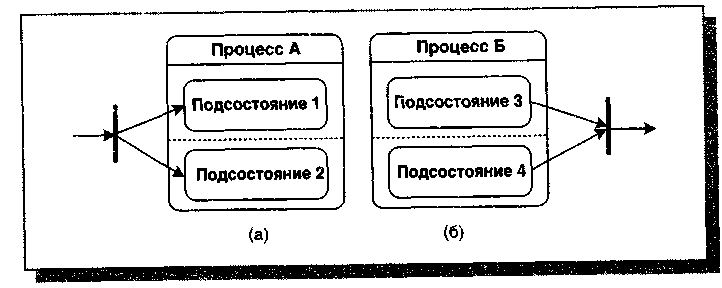 Процесс А
Процесс Б
Подсостояние 1
Подсостояние 3
Подсостояние 2
Подсостояние 4
(а)
(б)